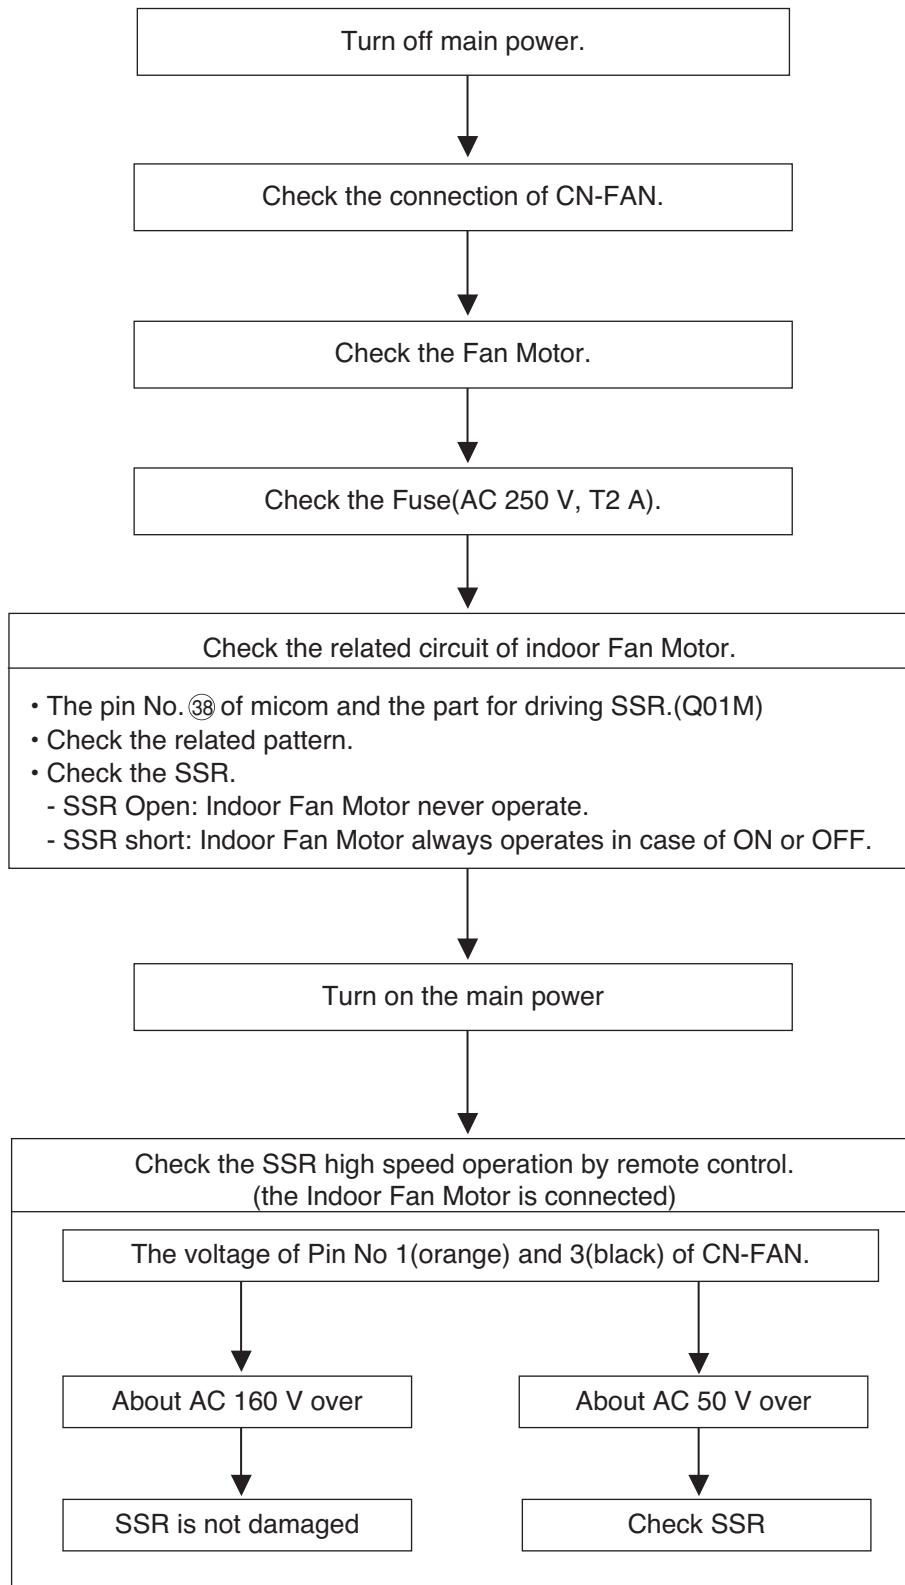 Turn off main power.
Check the connection of CN-FAN.
Check the Fan Motor.
Check the Fuse(AC 250 V, T2 A).
Check the related circuit of indoor Fan Motor.
• The pin No. ㊳ of micom and the part for driving SSR.(Q01M)
• Check the related pattern.
• Check the SSR.
- SSR Open: Indoor Fan Motor never operate.
- SSR short: Indoor Fan Motor always operates in case of ON or OFF.
Turn on the main power
Check the SSR high speed operation by remote control.
(the Indoor Fan Motor is connected)
The voltage of Pin No 1(orange) and 3(black) of CN-FAN.
About AC 160 V over
About AC 50 V over
SSR is not damaged
Check SSR